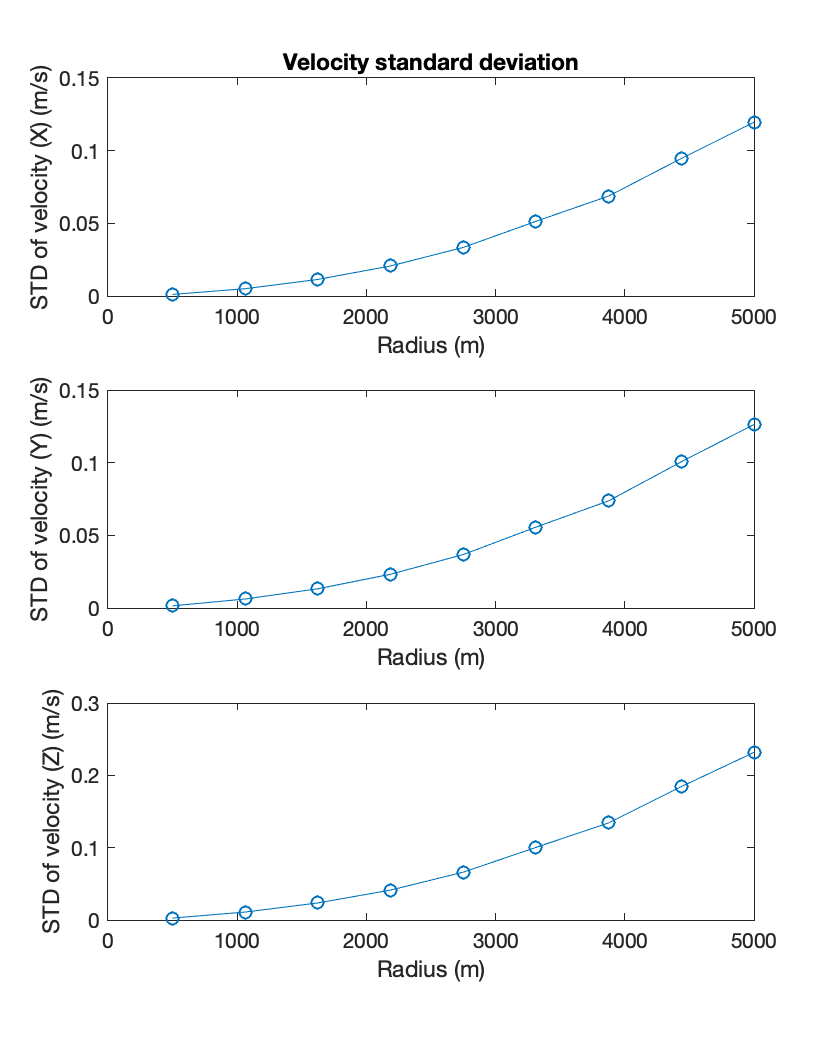 Velocity standard deviation
STD of velocity (X) (m/s)
0.15
0.1
0.05
0
0 1000 2000 3000 4000 5000
Radius (m)
STD of velocity (Y) (m/s)
0.15
0.1
0.05
0
0 1000 2000 3000 4000 5000
Radius (m)
STD of velocity (Z) (m/s)
0.3
0.2
0.1
0
0 1000 2000 3000 4000 5000
Radius (m)